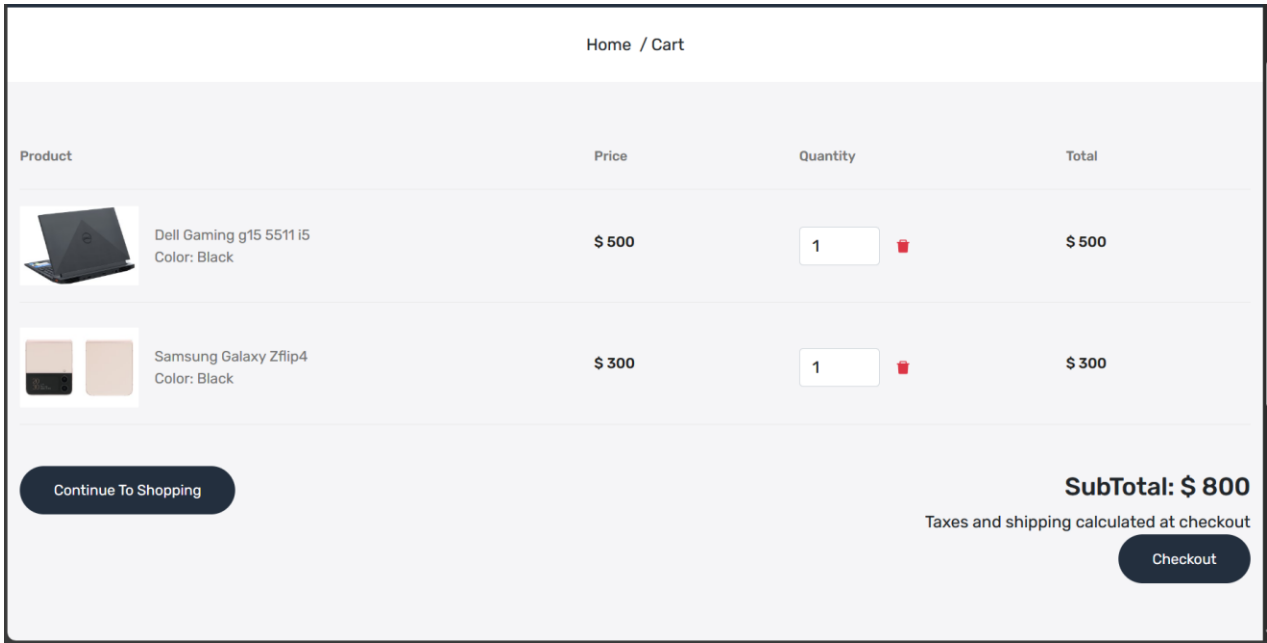 Home / Cart
Product Price Quantity Total
Dell Gaming g15 5511 i5
Color: Black
$ 500 1 $ 500
Samsung Galaxy Zflip4
Color: Black
$ 300 1 $ 300
Continue To Shopping
SubTotal: $ 800
Taxes and shipping calculated at checkout
Checkout